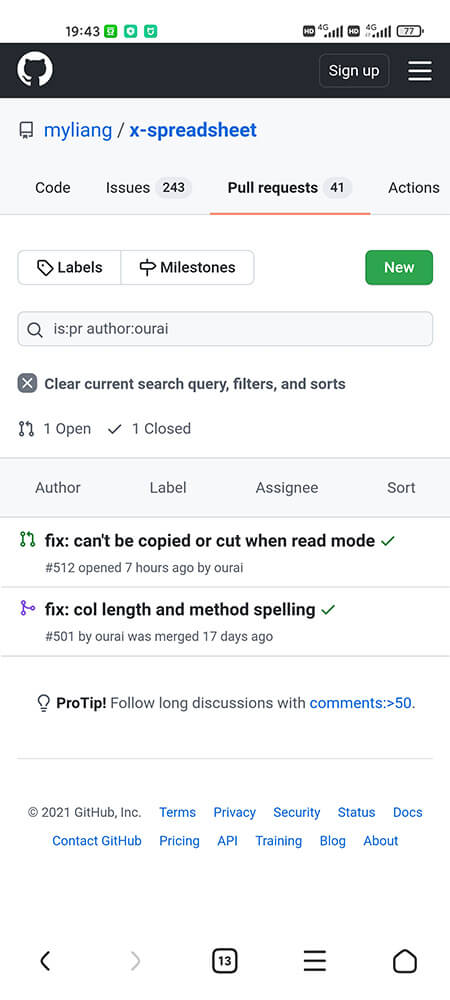 19:43 HD 4G HD 4G 77
Sign up
myliang / x-spreadsheet
Code Issues 243 Pull requests 41 Actions
Labels Milestones New
is:pr author:ourai
Clear current search query, filters, and sorts
1 Open 1 Closed
Author Label Assignee Sort
fix: can't be copied or cut when read mode
#512 opened 7 hours ago by ourai
fix: col length and method spelling
#501 by ourai was merged 17 days ago
ProTip! Follow long discussions with comments:>50.
© 2021 GitHub, Inc. Terms Privacy Security Status Docs
Contact GitHub Pricing API Training Blog About
13